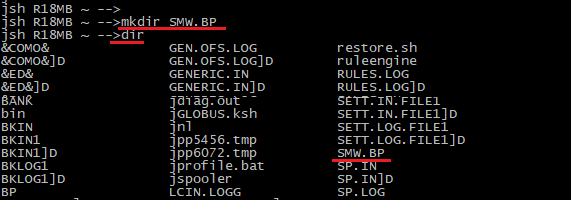 jsh R18MB ~ -->
jsh R18MB ~ -->mkdir SMW.BP
jsh R18MB ~ -->dir
&COMO& GEN.OFS.LOG restore.sh
&COMO&]D GEN.OFS.LOG]D ruleengine
&ED& GENERIC.IN RULES.LOG
&ED&]D GENERIC.IN]D RULES.LOG]D
BANK jdiag.out SETT.IN.FILE1
bin jGLOBUS.ksh SETT.IN.FILE1]D
BKIN jnl SETT.LOG.FILE1
BKIN1 jpp5456.tmp SETT.LOG.FILE1]D
BKIN1]D jpp6072.tmp SMW.BP
BKLOG1 jprofile.bat SP.IN
BKLOG1]D jspooler SP.IN]D
BP LCIN.LOGG SP.LOG